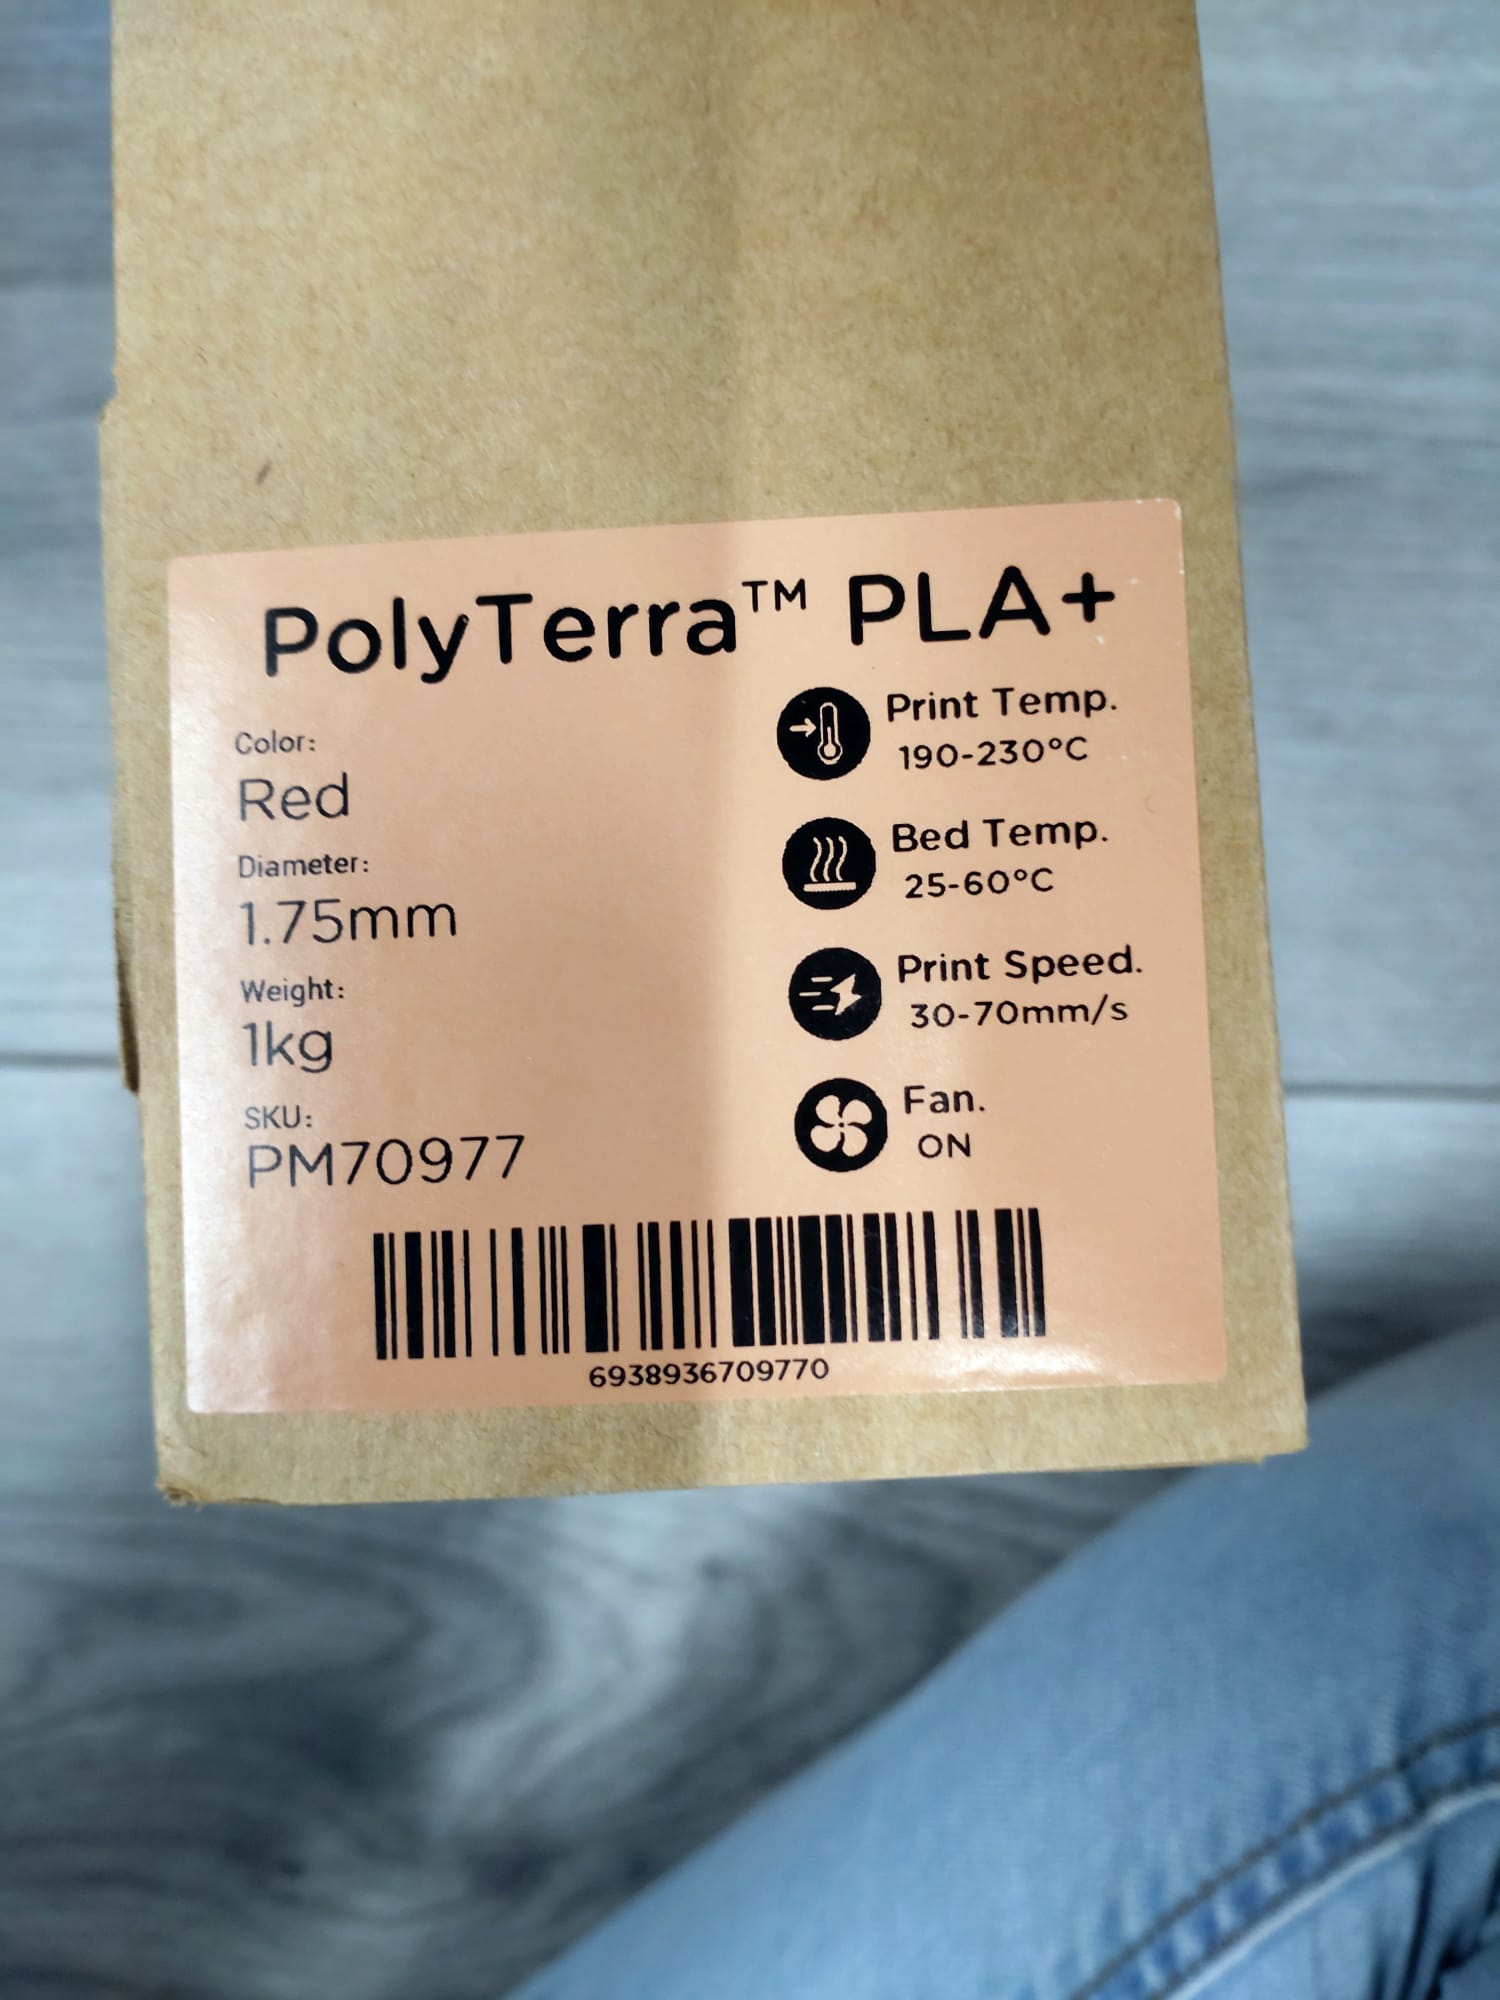 PolyTerra™ PLA+
Color:
Red
Diameter:
1.75mm
Weight:
1kg
SKU:
PM70977
Print Temp.
190-230°C
Bed Temp.
25-60°C
Print Speed.
30-70mm/s
Fan.
ON
6938936709770